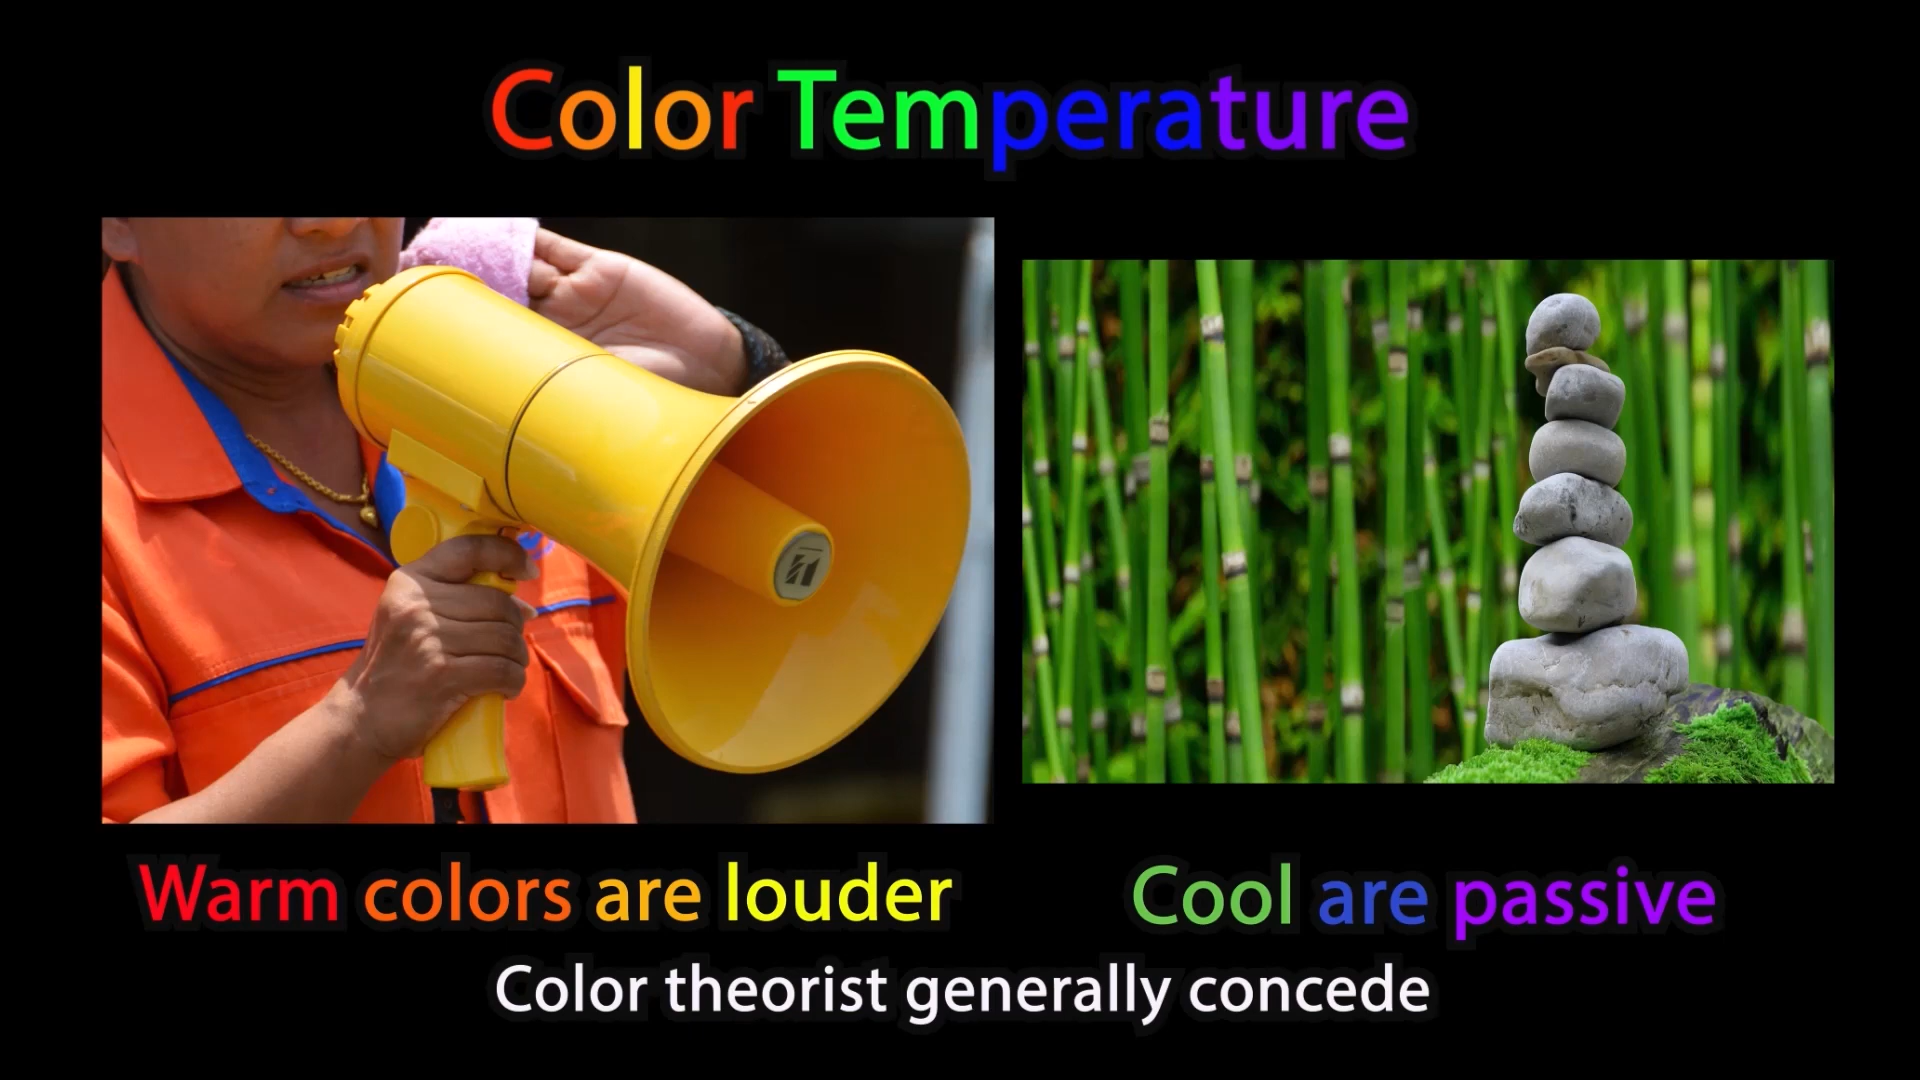 Color Temperature
Warm colors are louder
Cool are passive
Color theorist generally concede